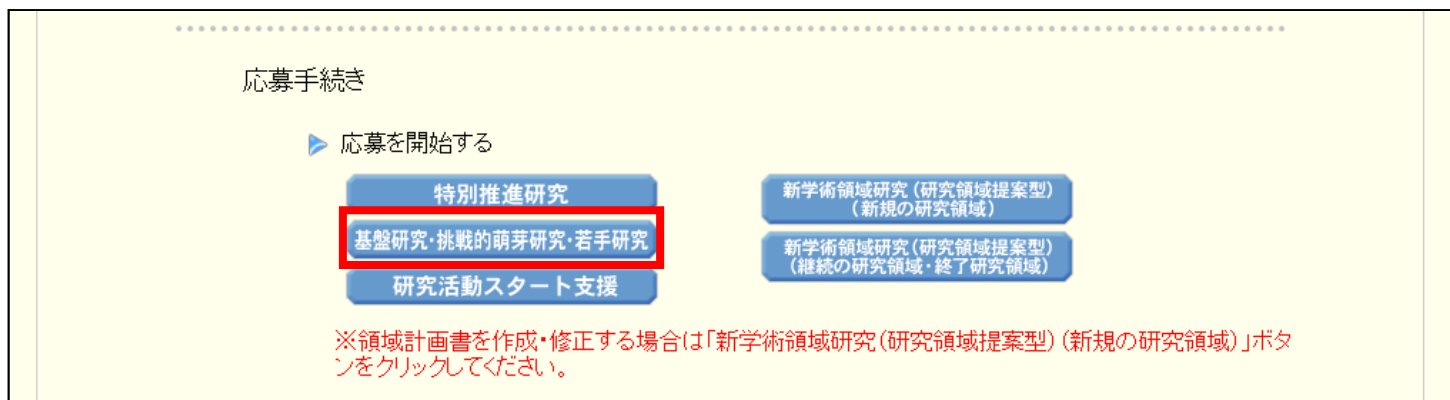 応募手続き
応募を開始する
特別推進研究
基盤研究・挑戦的萌芽研究・若手研究
研究活動スタート支援
新学術領域研究(研究領域提案型)
(新規の研究領域)
新学術領域研究(研究領域提案型)
(継続の研究領域・終了研究領域)
※領域計画書を作成・修正する場合は「新学術領域研究(研究領域提案型)(新規の研究領域)」ボタ
ンをクリックしてください。